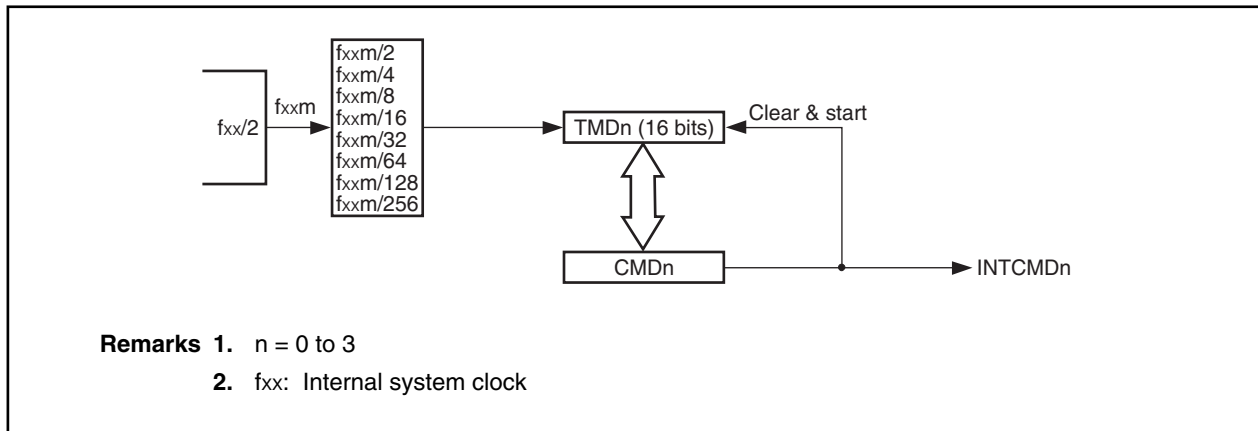 fxx/2
fxxm
fxxm/2
fxxm/4
fxxm/8
fxxm/16
fxxm/32
fxxm/64
fxxm/128
fxxm/256
TMDn (16 bits)
Clear & start
CMDn
INTCMDn
Remarks 1. n = 0 to 3
2. fxx: Internal system clock